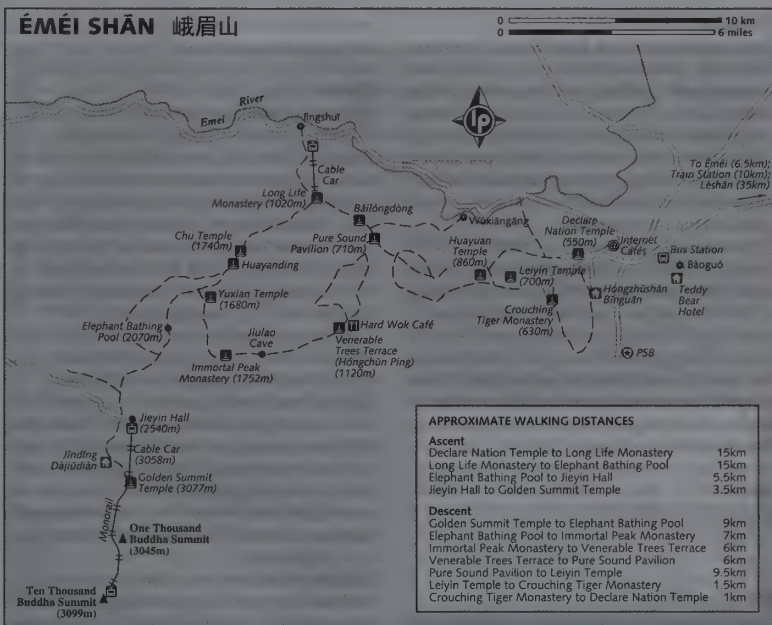 ÉMÉI SHĀN 峨眉山
0 10 km
0 6 miles
Emei River
Jìngshuǐ
lp
Cable
Car
To Éméi (6.5km);
Train Station (10km);
Lèshān (35km)
Long Life
Monastery (1020m)
Báilóngdòng
Wǔxiǎngǎng
Declare
Nation Temple
(550m)
Internet
Cafés
Bus Station
Bàoguó
Chu Temple
(1740m)
Pure Sound
Pavilion (710m)
Huayuan
Temple
(860m)
Huayanding
Leiyin Temple
(700m)
Hóngzhūshān
Bīnguǎn
Teddy
Bear
Hotel
Yuxian Temple
(1680m)
Crouching
Tiger Monastery
(630m)
Elephant Bathing
Pool (2070m)
Jiulao
Cave
Hard Wok Café
Venerable
Trees Terrace
(Hóngchūn Píng)
(1120m)
Immortal Peak
Monastery (1752m)
PSB
Jieyin Hall
(2540m)
Cable Car
(3058m)
Jīndǐng
Dàjiǔdiàn
Golden Summit
Temple (3077m)
Monorail
One Thousand
Buddha Summit
(3045m)
Ten Thousand
Buddha Summit
(3099m)
APPROXIMATE WALKING DISTANCES
Ascent
Declare Nation Temple to Long Life Monastery 15km
Long Life Monastery to Elephant Bathing Pool 15km
Elephant Bathing Pool to Jieyin Hall 5.5km
Jieyin Hall to Golden Summit Temple 3.5km
Descent
Golden Summit Temple to Elephant Bathing Pool 9km
Elephant Bathing Pool to Immortal Peak Monastery 7km
Immortal Peak Monastery to Venerable Trees Terrace 6km
Venerable Trees Terrace to Pure Sound Pavilion 6km
Pure Sound Pavilion to Leiyin Temple 9.5km
Leiyin Temple to Crouching Tiger Monastery 1.5km
Crouching Tiger Monastery to Declare Nation Temple 1km